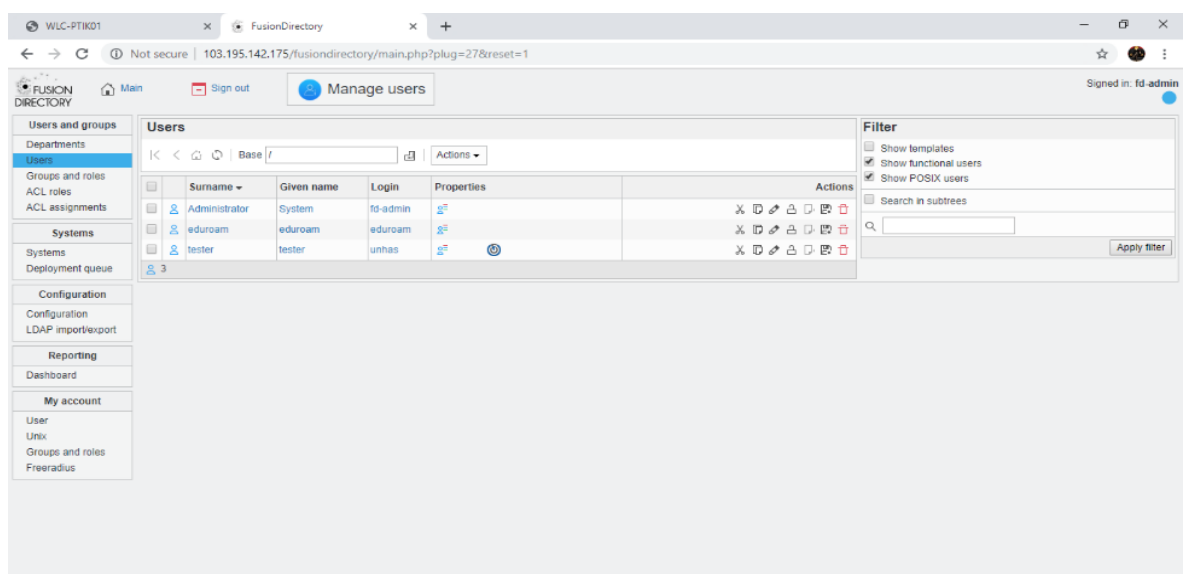 WLC-PTIK01
FusionDirectory
Not secure | 103.195.142.175/fusiondirectory/main.php?plug=27&reset=1
FUSION DIRECTORY
Main
Sign out
Manage users
Signed in: fd-admin
Users and groups
Departments
Users
Groups and roles
ACL roles
ACL assignments
Systems
Systems
Deployment queue
Configuration
Configuration
LDAP import/export
Reporting
Dashboard
My account
User
Unix
Groups and roles
Freeradius
Users
Base /
Actions
Surname Given name Login Properties Actions
Administrator System fd-admin
eduroam eduroam eduroam
tester tester unhas
3
Filter
Show templates
Show functional users
Show POSIX users
Search in subtrees
Apply filter